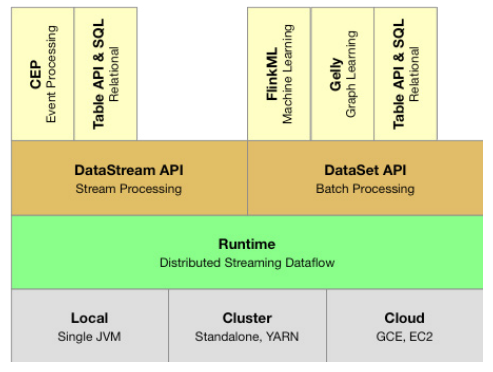 CEP
Event Processing
Table API & SQL
Relational
FlinkML
Machine Learning
Gelly
Graph Learning
Table API & SQL
Relational
DataStream API
Stream Processing
DataSet API
Batch Processing
Runtime
Distributed Streaming Dataflow
Local
Single JVM
Cluster
Standalone, YARN
Cloud
GCE, EC2